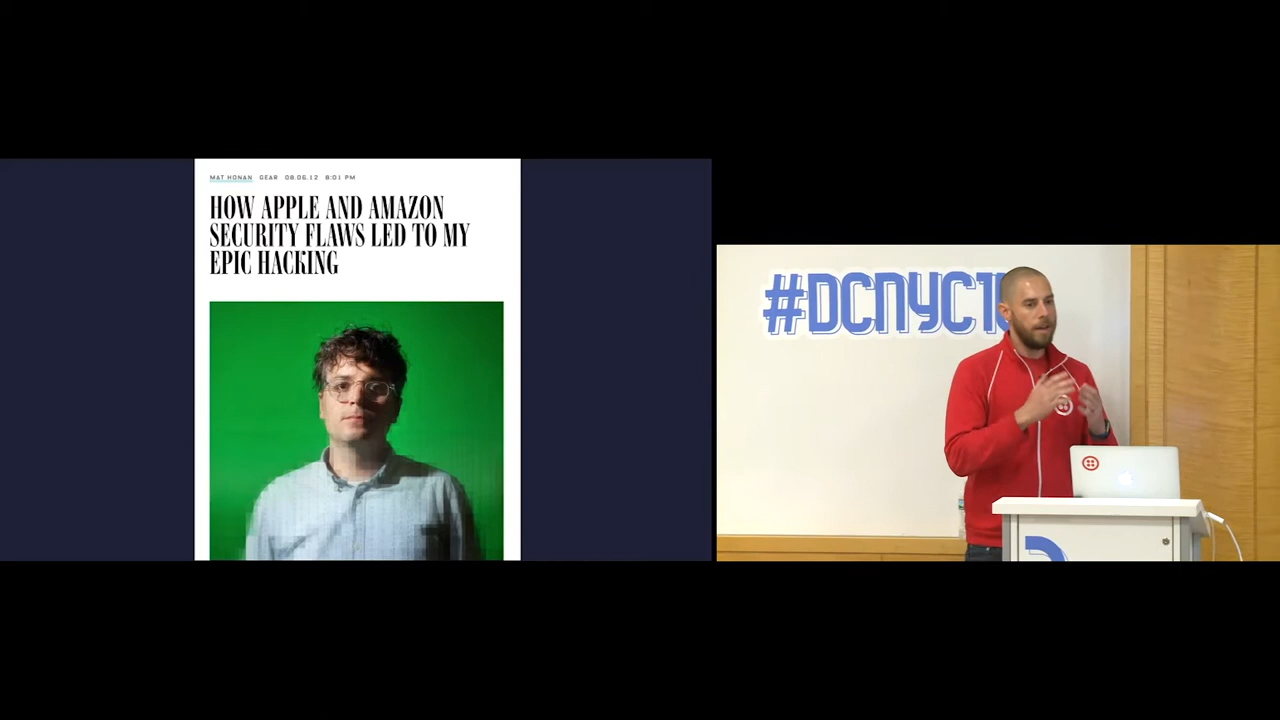 MAT HONAN GEAR 08.06.12 8:01 PM
HOW APPLE AND AMAZON
SECURITY FLAWS LED TO MY
EPIC HACKING
#DCNYC1